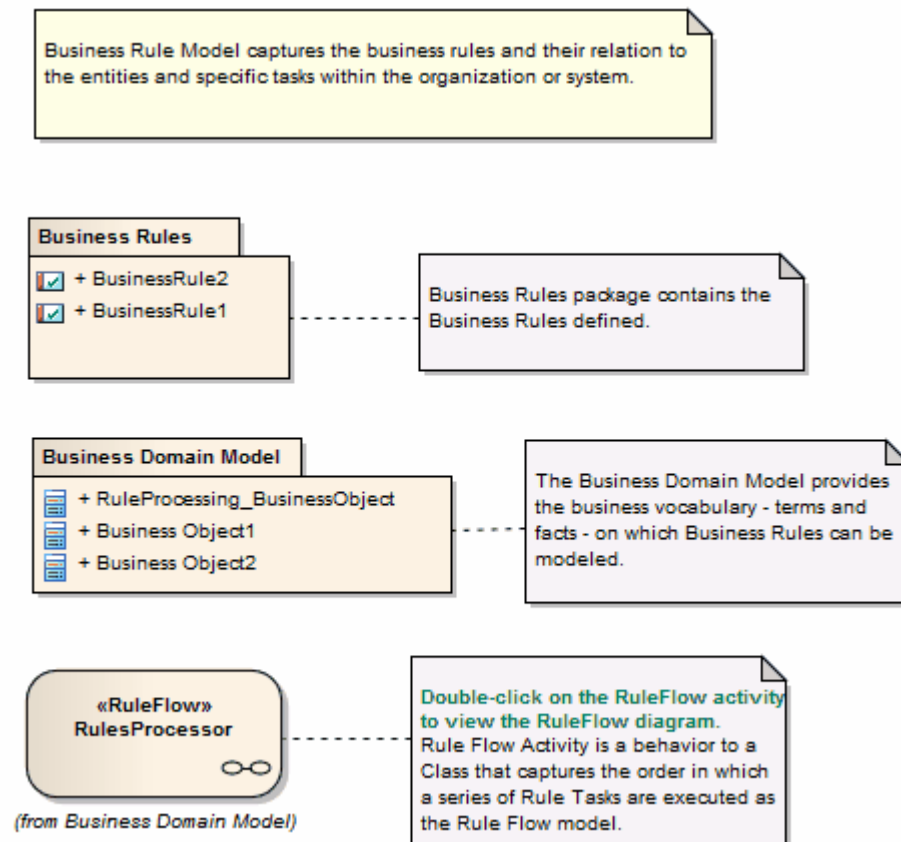 Business Rule Model captures the business rules and their relation to
the entities and specific tasks within the organization or system.
Business Rules
+ BusinessRule2
+ BusinessRule1
Business Rules package contains the
Business Rules defined.
Business Domain Model
+ RuleProcessing_BusinessObject
+ Business Object1
+ Business Object2
The Business Domain Model provides
the business vocabulary - terms and
facts - on which Business Rules can be
modeled.
«RuleFlow»
RulesProcessor
(from Business Domain Model)
Double-click on the RuleFlow activity
to view the RuleFlow diagram.
Rule Flow Activity is a behavior to a
Class that captures the order in which
a series of Rule Tasks are executed as
the Rule Flow model.